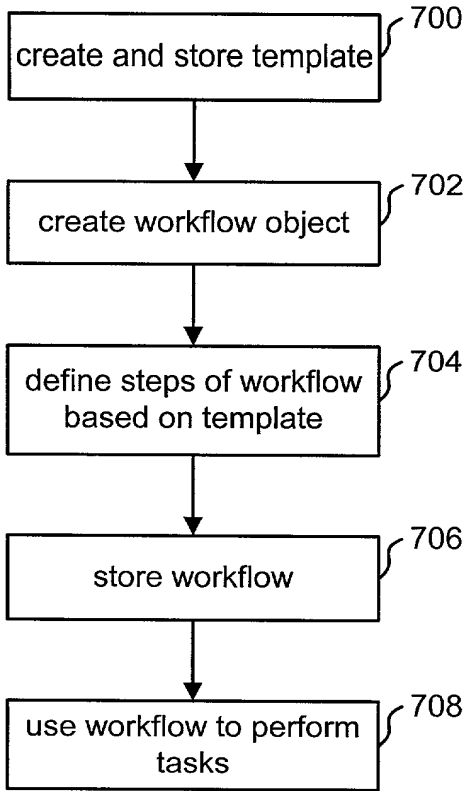 700
create and store template
702
create workflow object
704
define steps of workflow
based on template
706
store workflow
708
use workflow to perform
tasks